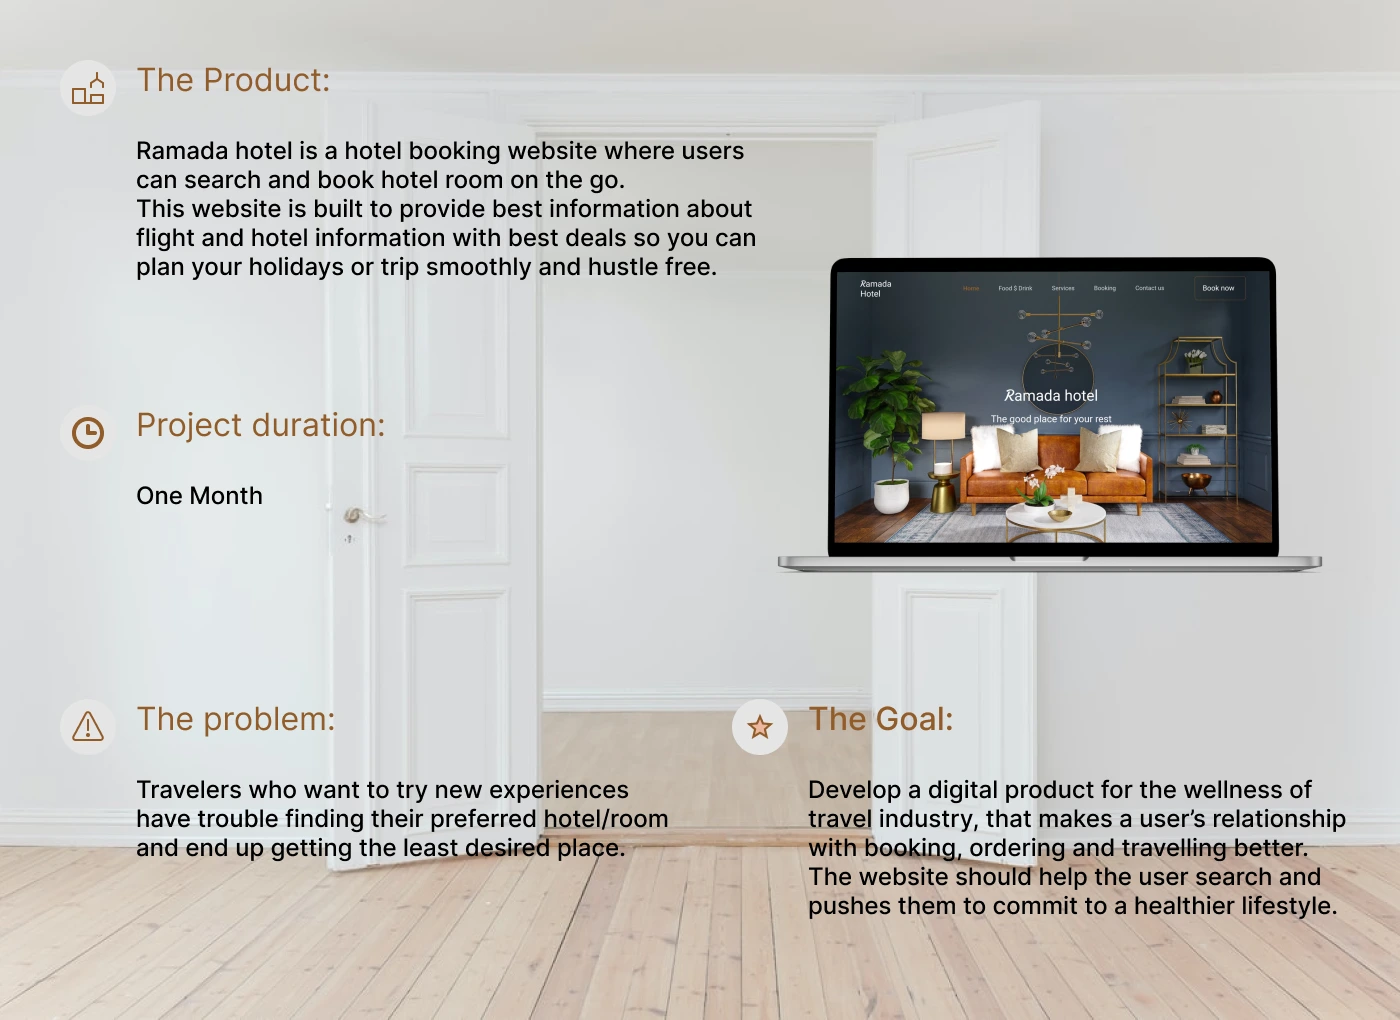 The Product:
Ramada hotel is a hotel booking website where users
can search and book hotel room on the go.
This website is built to provide best information about
flight and hotel information with best deals so you can
plan your holidays or trip smoothly and hustle free.
Ramada
Hotel
Home
Food $ Drink
Services
Booking
Contact us
Book now
Ramada hotel
The good place for your rest
Project duration:
One Month
The problem:
Travelers who want to try new experiences
have trouble finding their preferred hotel/room
and end up getting the least desired place.
The Goal:
Develop a digital product for the wellness of
travel industry, that makes a user’s relationship
with booking, ordering and travelling better.
The website should help the user search and
pushes them to commit to a healthier lifestyle.